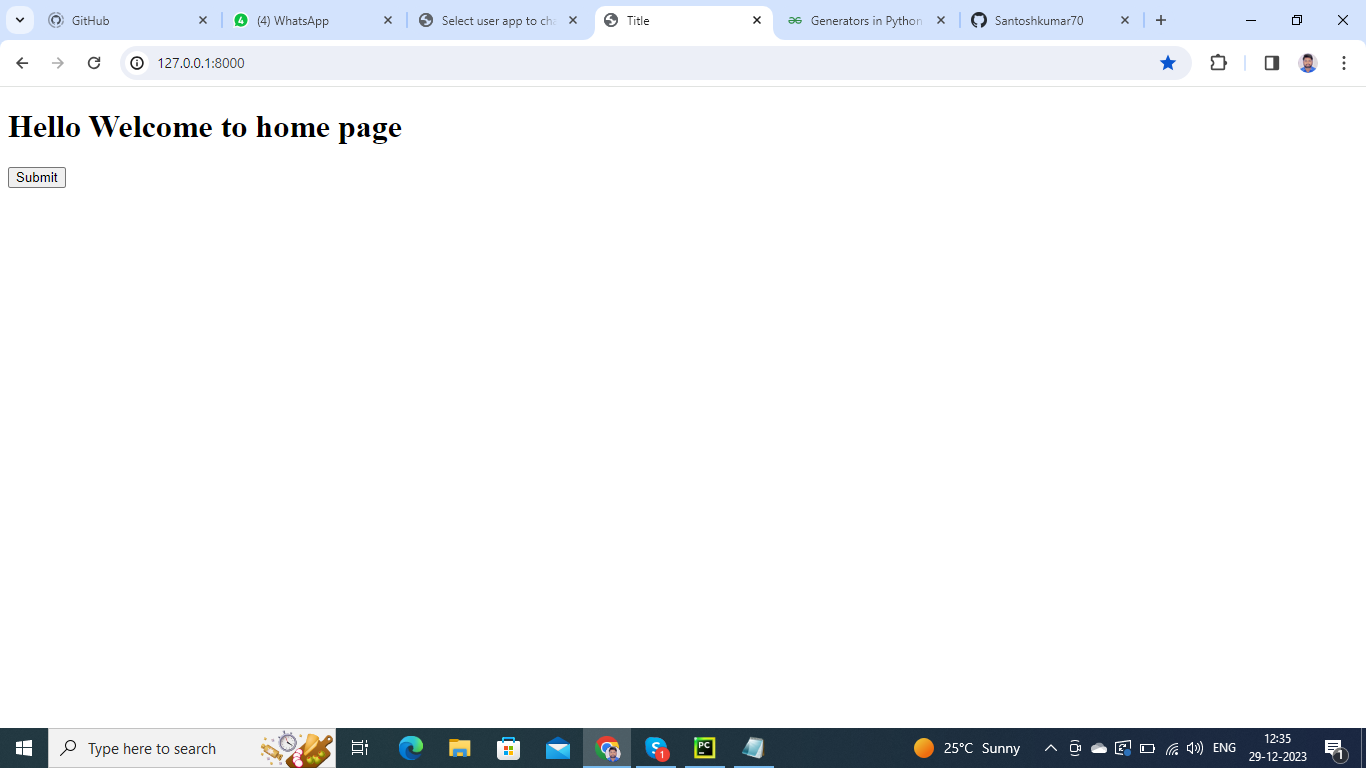 GitHub
(4) WhatsApp
Select user app to cha
Title
Generators in Python
Santoshkumar70
127.0.0.1:8000
Hello Welcome to home page
Submit
Type here to search
25°C Sunny
ENG
12:35
29-12-2023
4
1
PC
1